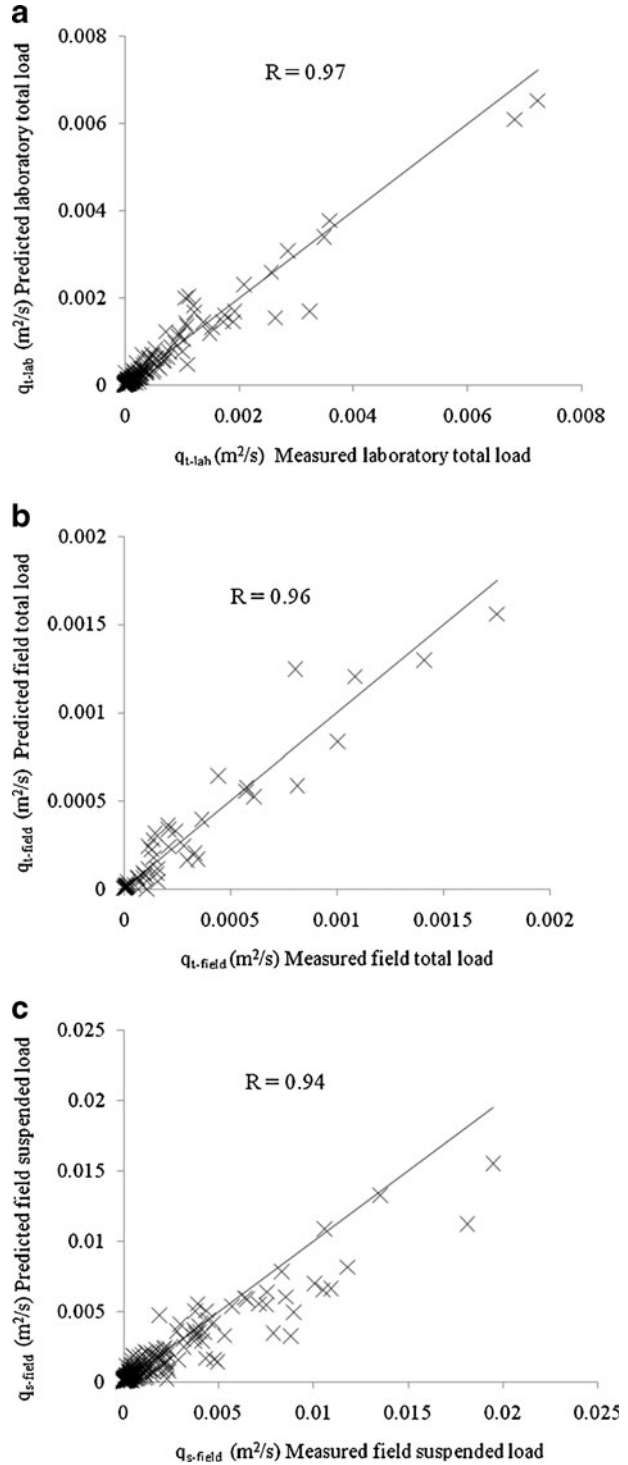 a
0.008
0.006
0.004
0.002
0
R = 0.97
q_t-lab (m²/s) Predicted laboratory total load
0 0.002 0.004 0.006 0.008
q_t-lab (m²/s) Measured laboratory total load
b
0.002
0.0015
0.001
0.0005
0
R = 0.96
q_t-field (m²/s) Predicted field total load
0 0.0005 0.001 0.0015 0.002
q_t-field (m²/s) Measured field total load
c
0.025
0.02
0.015
0.01
0.005
0
R = 0.94
q_s-field (m²/s) Predicted field suspended load
0 0.005 0.01 0.015 0.02 0.025
q_s-field (m²/s) Measured field suspended load